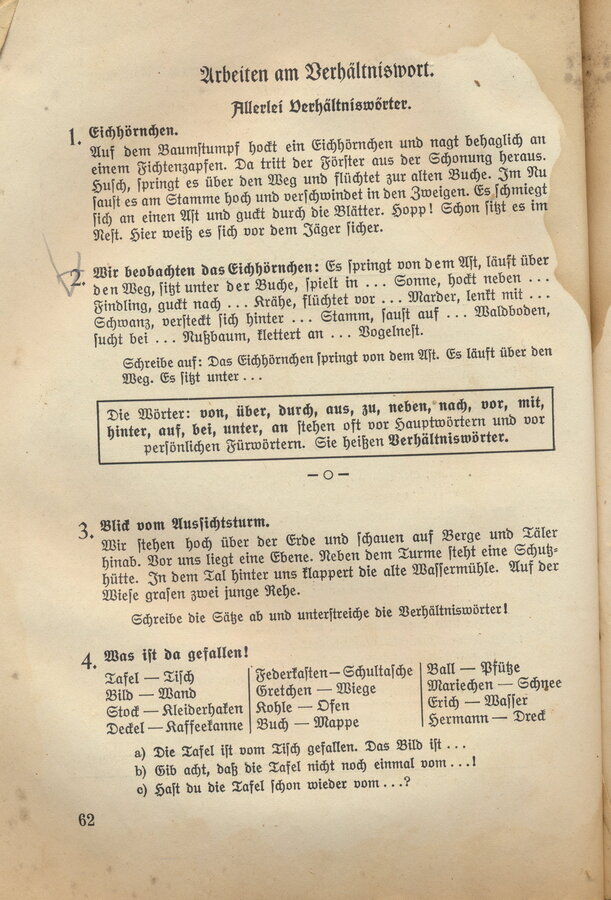 Arbeiten am Verhältniswort.
Allerlei Verhältniswörter.
1. Eichhörnchen.
Auf dem Baumstumpf hockt ein Eichhörnchen und nagt behaglich an
einem Fichtenzapfen. Da tritt der Förster aus der Schonung heraus.
Husch, springt es über den Weg und flüchtet zur alten Buche. Im Nu
saust es am Stamme hoch und verschwindet in den Zweigen. Es schmiegt
sich an einen Ast und guckt durch die Blätter. Hopp! Schon sitzt es im
Nest. Hier weiß es sich vor dem Jäger sicher.
2. Wir beobachten das Eichhörnchen: Es springt von dem Ast, läuft über
den Weg, sitzt unter der Buche, spielt in ... Sonne, hockt neben ...
Findling, guckt nach ... Krähe, flüchtet vor ... Marder, lenkt mit ...
Schwanz, versteckt sich hinter ... Stamm, saust auf ... Waldboden,
sucht bei ... Nußbaum, klettert an ... Vogelnest.
Schreibe auf: Das Eichhörnchen springt von dem Ast. Es läuft über den
Weg. Es sitzt unter ...
Die Wörter: von, über, durch, aus, zu, neben, nach, vor, mit,
hinter, auf, bei, unter, an stehen oft vor Hauptwörtern und vor
persönlichen Fürwörtern. Sie heißen Verhältniswörter.
3. Blick vom Aussichtsturm.
Wir stehen hoch über der Erde und schauen auf Berge und Täler
hinab. Vor uns liegt eine Ebene. Neben dem Turme steht eine Schutz-
hütte. In dem Tal hinter uns klappert die alte Wassermühle. Auf der
Wiese grasen zwei junge Rehe.
Schreibe die Sätze ab und unterstreiche die Verhältniswörter!
4. Was ist da gefallen!
Tafel — Tisch
Bild — Wand
Stock — Kleiderhaken
Deckel — Kaffeekanne
Federkasten — Schultasche
Gretchen — Wiege
Kohle — Ofen
Buch — Mappe
Ball — Pfütze
Mariechen — Schnee
Erich — Wasser
Hermann — Dreck
a) Die Tafel ist vom Tisch gefallen. Das Bild ist ...
b) Gib acht, daß die Tafel nicht noch einmal vom ...!
c) Hast du die Tafel schon wieder vom ...?
62